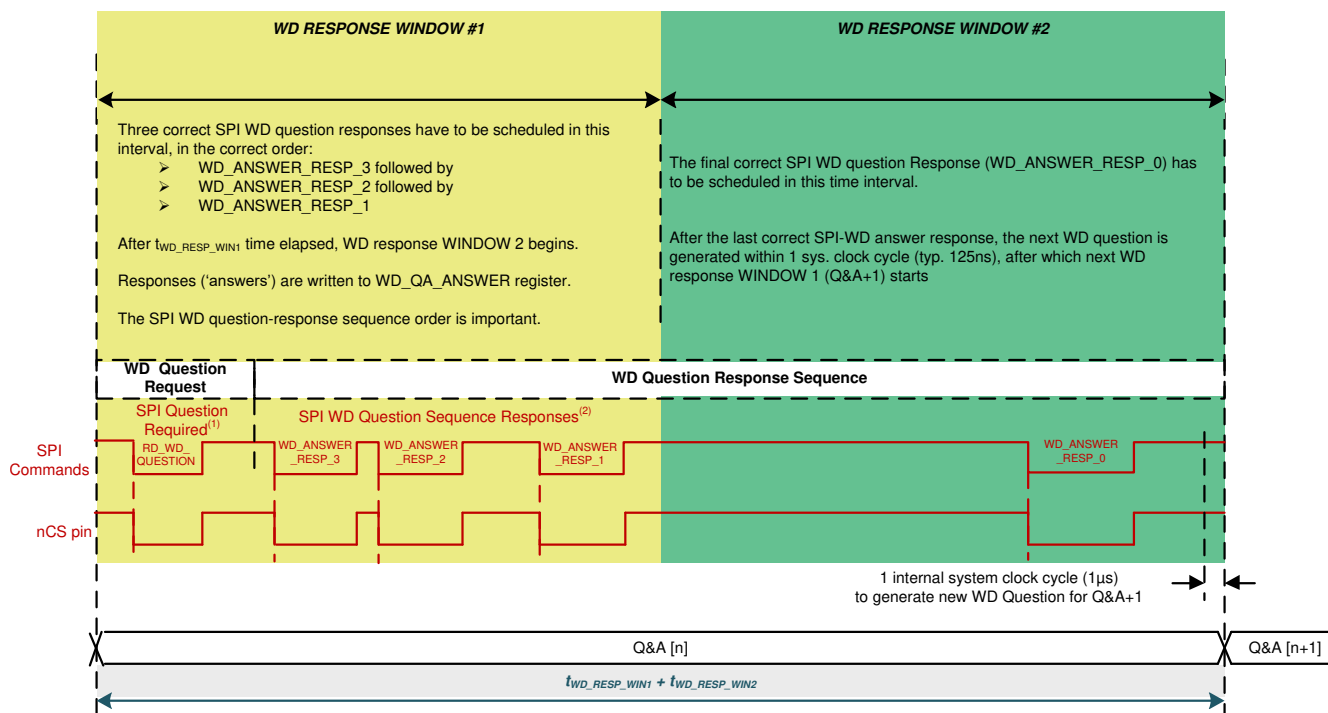 WD RESPONSE WINDOW #1
WD RESPONSE WINDOW #2
Three correct SPI WD question responses have to be scheduled in this
interval, in the correct order:
➢ WD_ANSWER_RESP_3 followed by
➢ WD_ANSWER_RESP_2 followed by
➢ WD_ANSWER_RESP_1
After tWD_RESP_WIN1 time elapsed, WD response WINDOW 2 begins.
Responses (‘answers’) are written to WD_QA_ANSWER register.
The SPI WD question-response sequence order is important.
The final correct SPI WD question Response (WD_ANSWER_RESP_0) has
to be scheduled in this time interval.
After the last correct SPI-WD answer response, the next WD question is
generated within 1 sys. clock cycle (typ. 125ns), after which next WD
response WINDOW 1 (Q&A+1) starts
WD Question
Request
WD Question Response Sequence
SPI Question
Required(1)
SPI WD Question Sequence Responses(2)
SPI
Commands
RD_WD_
QUESTION
WD_ANSWER
_RESP_3
WD_ANSWER
_RESP_2
WD_ANSWER
_RESP_1
WD_ANSWER
_RESP_0
nCS pin
1 internal system clock cycle (1µs)
to generate new WD Question for Q&A+1
Q&A [n]
Q&A [n+1]
tWD_RESP_WIN1 + tWD_RESP_WIN2